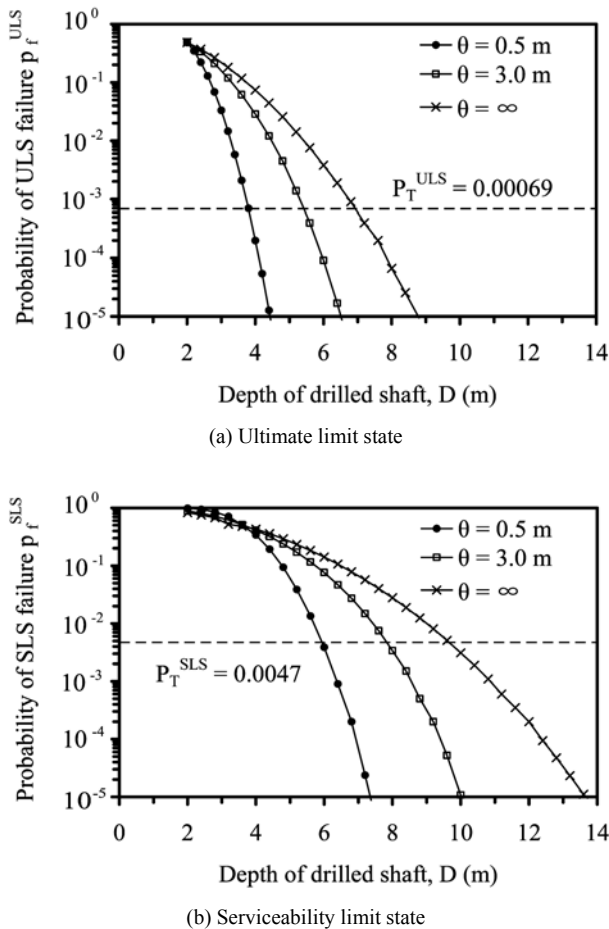 Probability of ULS failure p_f^ULS
10^0
10^-1
10^-2
10^-3
10^-4
10^-5
θ = 0.5 m
θ = 3.0 m
θ = ∞
P_T^ULS = 0.00069
0 2 4 6 8 10 12 14
Depth of drilled shaft, D (m)
(a) Ultimate limit state
Probability of SLS failure p_f^SLS
10^0
10^-1
10^-2
10^-3
10^-4
10^-5
θ = 0.5 m
θ = 3.0 m
θ = ∞
P_T^SLS = 0.0047
0 2 4 6 8 10 12 14
Depth of drilled shaft, D (m)
(b) Serviceability limit state